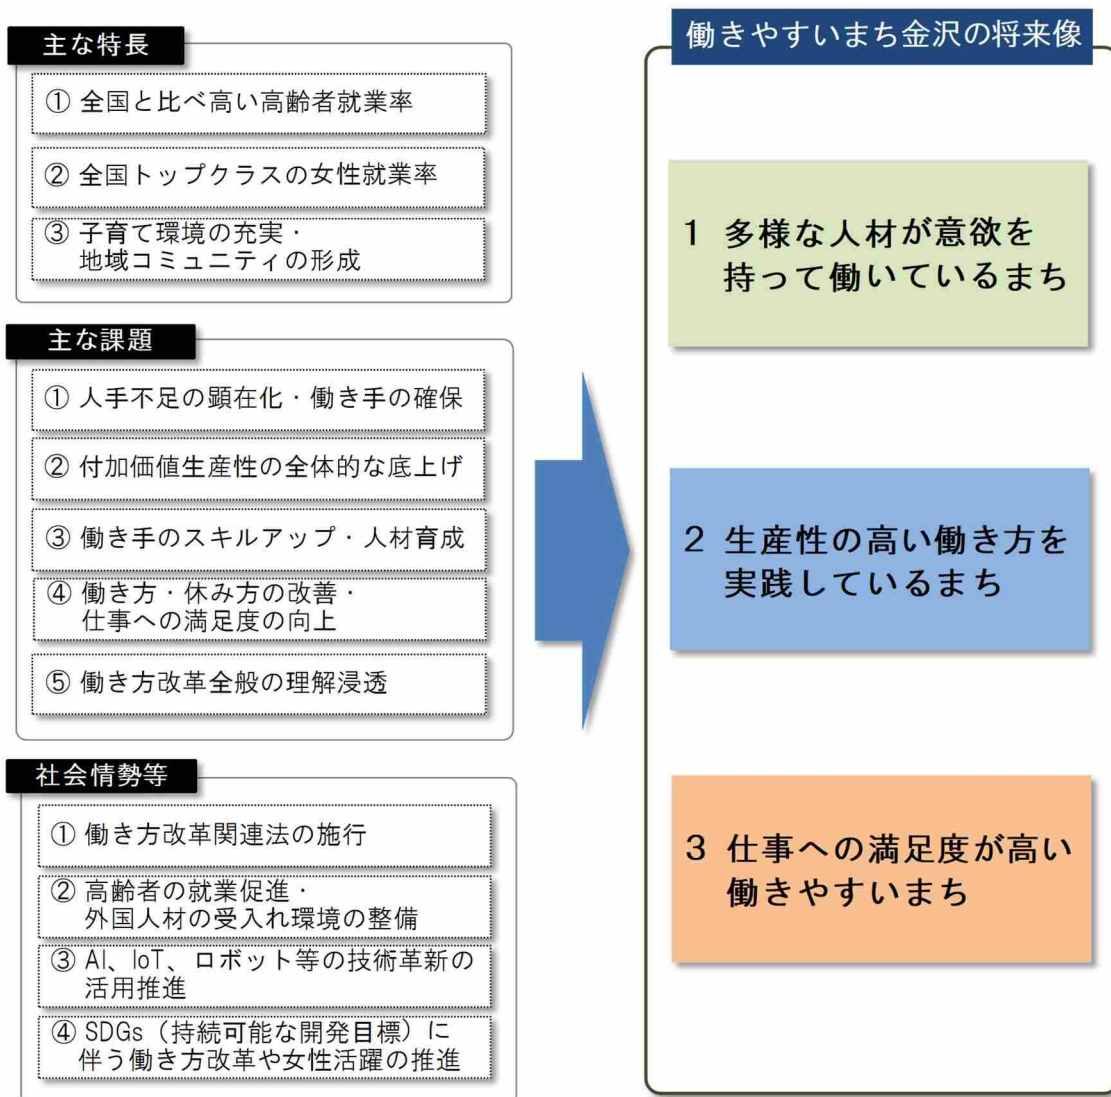 主な特長
① 全国と比べ高い高齢者就業率
② 全国トップクラスの女性就業率
③ 子育て環境の充実・
地域コミュニティの形成
主な課題
① 人手不足の顕在化・働き手の確保
② 付加価値生産性の全体的な底上げ
③ 働き手のスキルアップ・人材育成
④ 働き方・休み方の改善・
仕事への満足度の向上
⑤ 働き方改革全般の理解浸透
社会情勢等
① 働き方改革関連法の施行
② 高齢者の就業促進・
外国人材の受入れ環境の整備
③ AI、IoT、ロボット等の技術革新の
活用推進
④ SDGs（持続可能な開発目標）に
伴う働き方改革や女性活躍の推進
働きやすいまち金沢の将来像
1 多様な人材が意欲を
持って働いているまち
2 生産性の高い働き方を
実践しているまち
3 仕事への満足度が高い
働きやすいまち